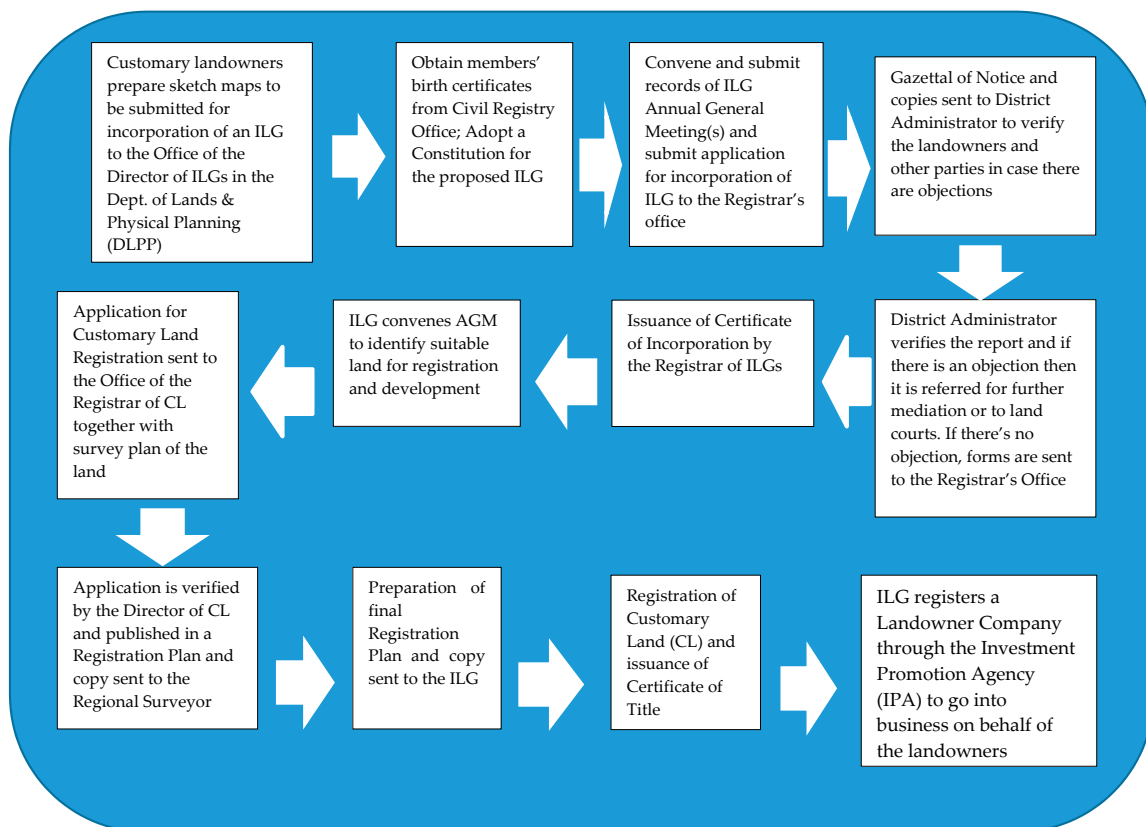 Customary landowners
prepare sketch maps to
be submitted for
incorporation of an ILG
to the Office of the
Director of ILGs in the
Dept. of Lands &
Physical Planning
(DLPP)
Obtain members’
birth certificates
from Civil Registry
Office; Adopt a
Constitution for
the proposed ILG
Convene and submit
records of ILG
Annual General
Meeting(s) and
submit application
for incorporation of
ILG to the Registrar’s
office
Gazettal of Notice and
copies sent to District
Administrator to verify
the landowners and
other parties in case there
are objections
District Administrator
verifies the report and if
there is an objection then
it is referred for further
mediation or to land
courts. If there’s no
objection, forms are sent
to the Registrar’s Office
Issuance of Certificate
of Incorporation by
the Registrar of ILGs
ILG convenes AGM
to identify suitable
land for registration
and development
Application for
Customary Land
Registration sent to
the Office of the
Registrar of CL
together with
survey plan of the
land
Application is verified
by the Director of CL
and published in a
Registration Plan and
copy sent to the
Regional Surveyor
Preparation of
final
Registration
Plan and copy
sent to the ILG
Registration of
Customary
Land (CL) and
issuance of
Certificate of
Title
ILG registers a
Landowner Company
through the Investment
Promotion Agency
(IPA) to go into
business on behalf of
the landowners